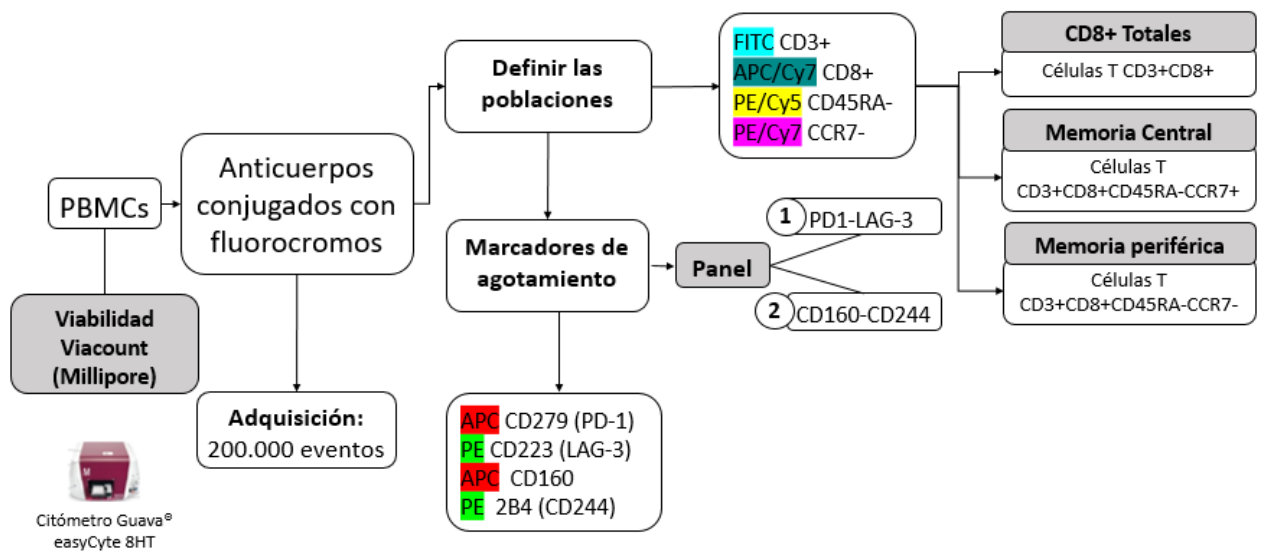 PBMCs
Viabilidad
Viacount
(Millipore)
Citómetro Guava®
easyCyte 8HT
Anticuerpos
conjugados con
fluorocromos
Adquisición:
200.000 eventos
Definir las
poblaciones
FITC CD3+
APC/Cy7 CD8+
PE/Cy5 CD45RA-
PE/Cy7 CCR7-
CD8+ Totales
Células T CD3+CD8+
Memoria Central
Células T
CD3+CD8+CD45RA-CCR7+
Memoria periférica
Células T
CD3+CD8+CD45RA-CCR7-
Marcadores de
agotamiento
Panel
1 PD1-LAG-3
2 CD160-CD244
APC CD279 (PD-1)
PE CD223 (LAG-3)
APC CD160
PE 2B4 (CD244)